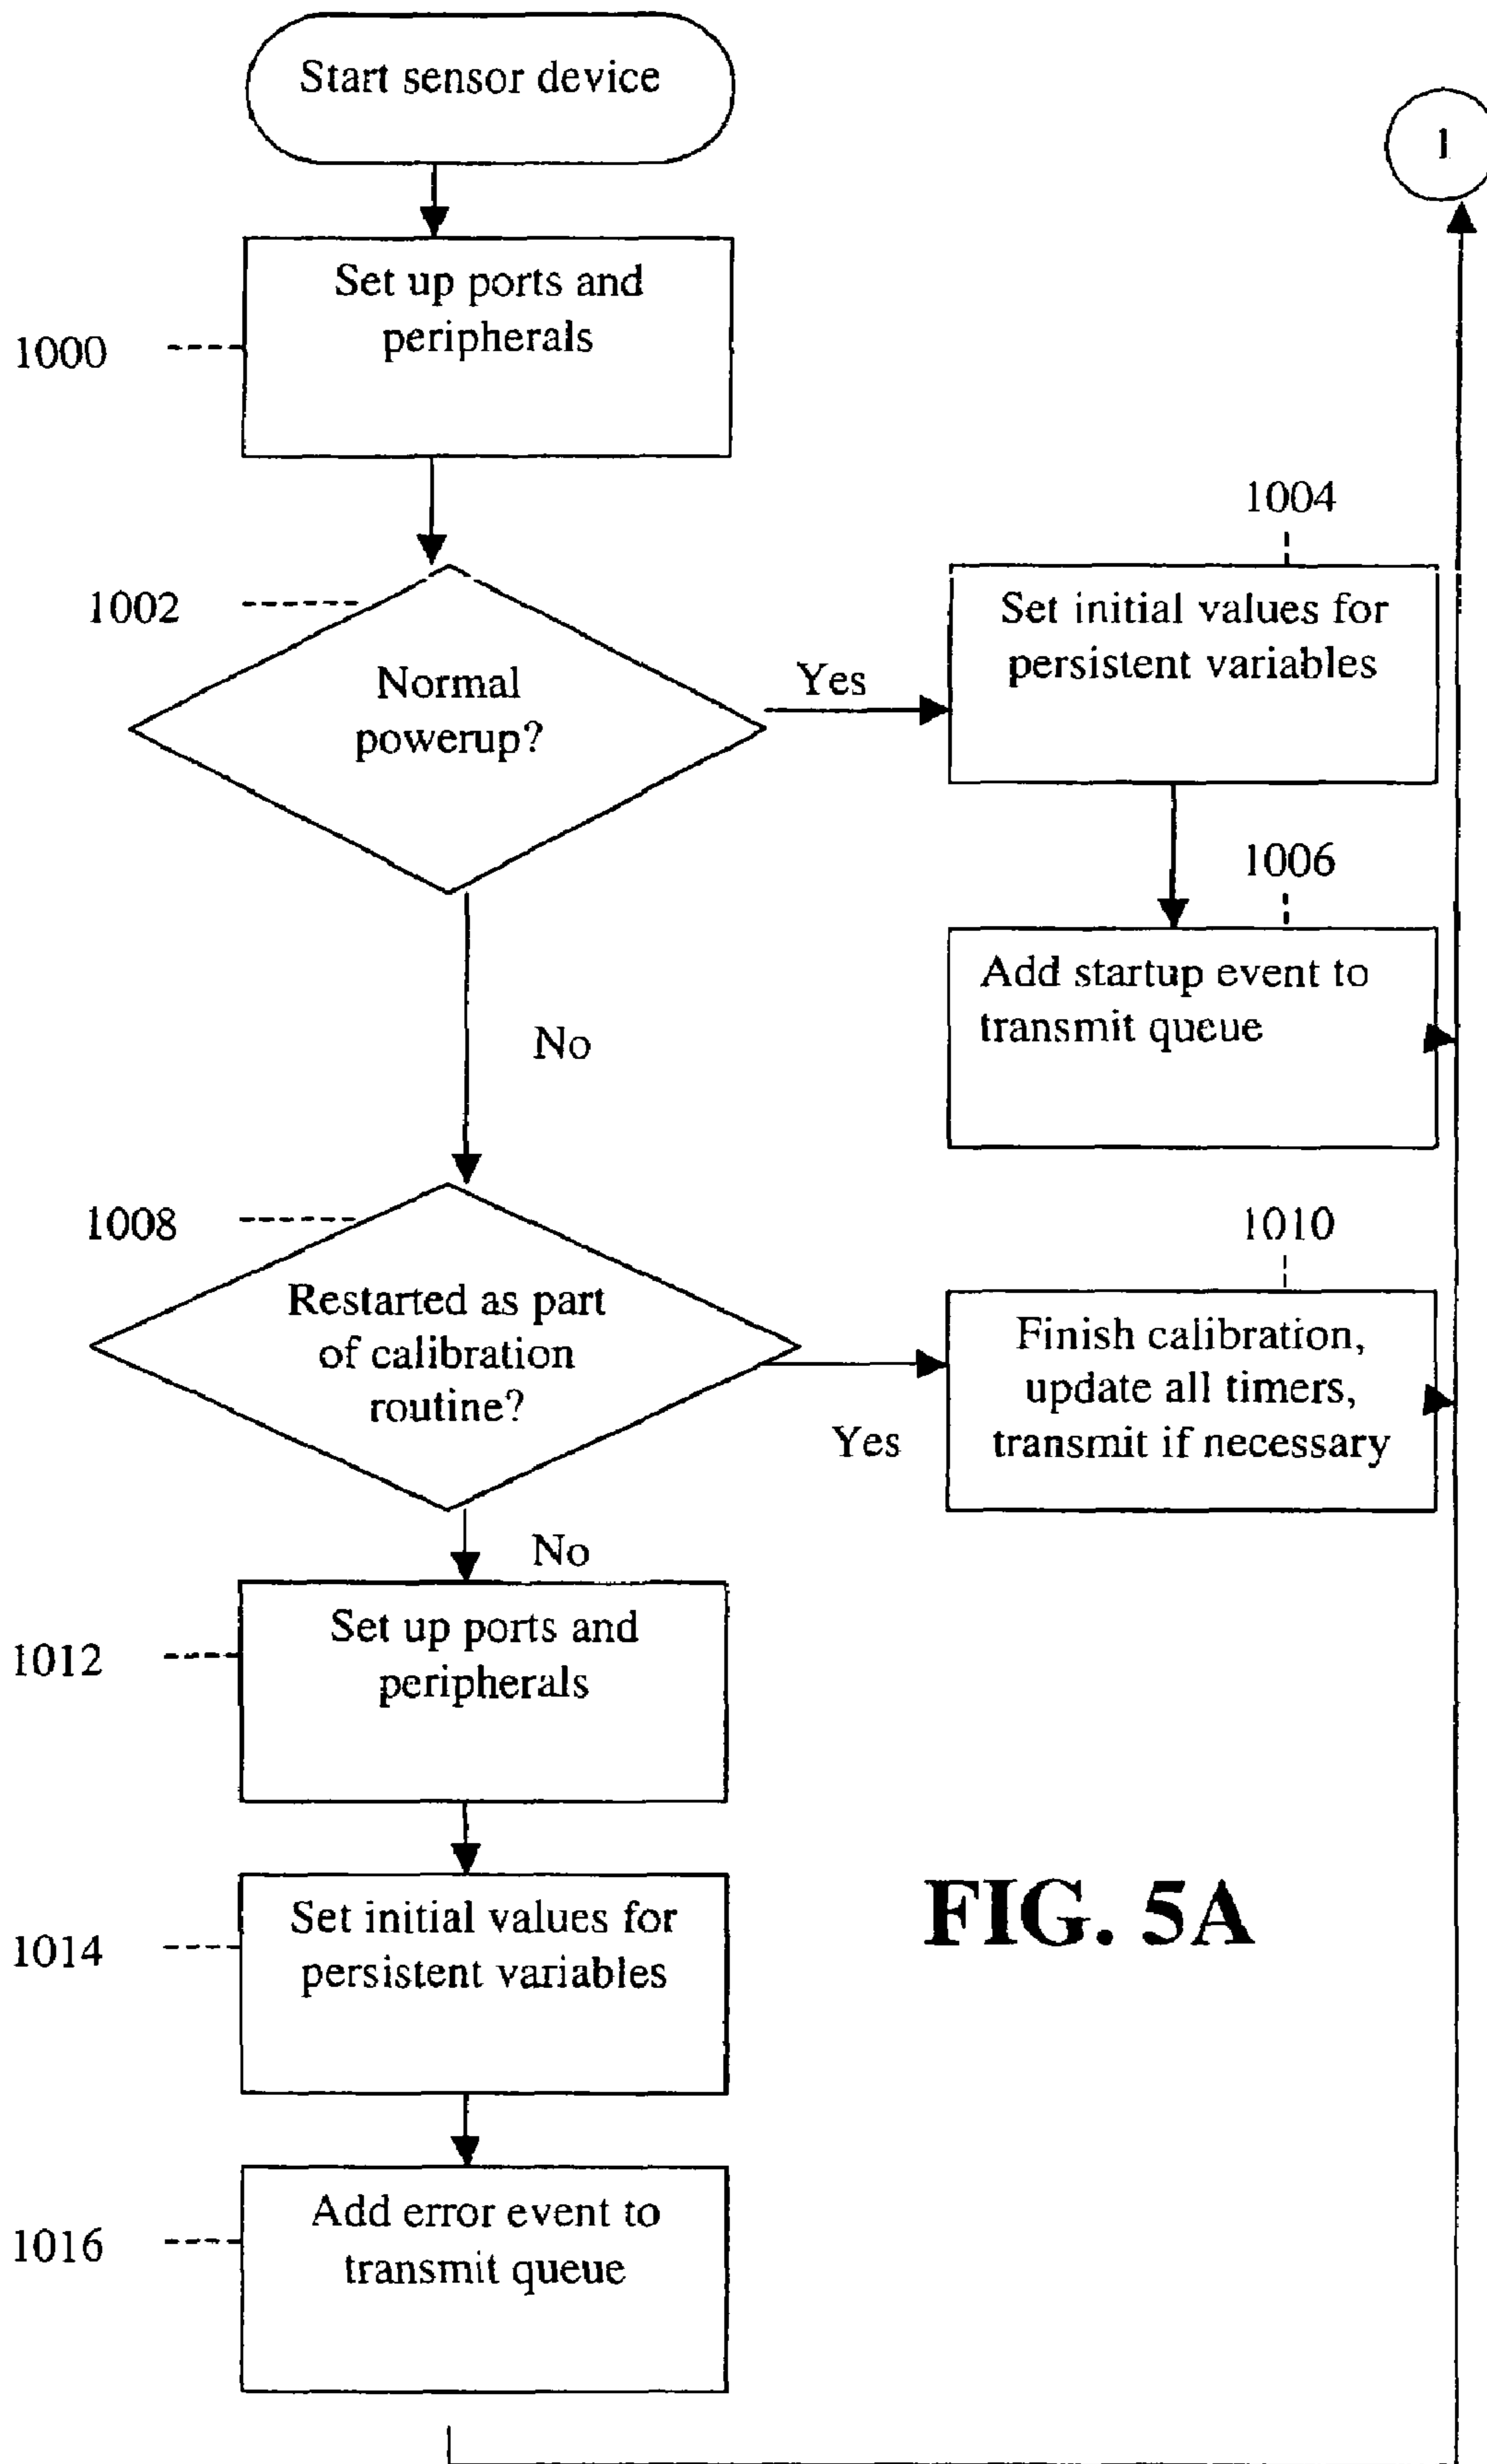 Start sensor device
1
Set up ports and
peripherals
1000
1004
1002
Normal
powerup?
Yes
Set initial values for
persistent variables
1006
No
Add startup event to
transmit queue
1008
Restarted as part
of calibration
routine?
Yes
1010
Finish calibration,
update all timers,
transmit if necessary
No
1012
Set up ports and
peripherals
1014
Set initial values for
persistent variables
FIG. 5A
1016
Add error event to
transmit queue